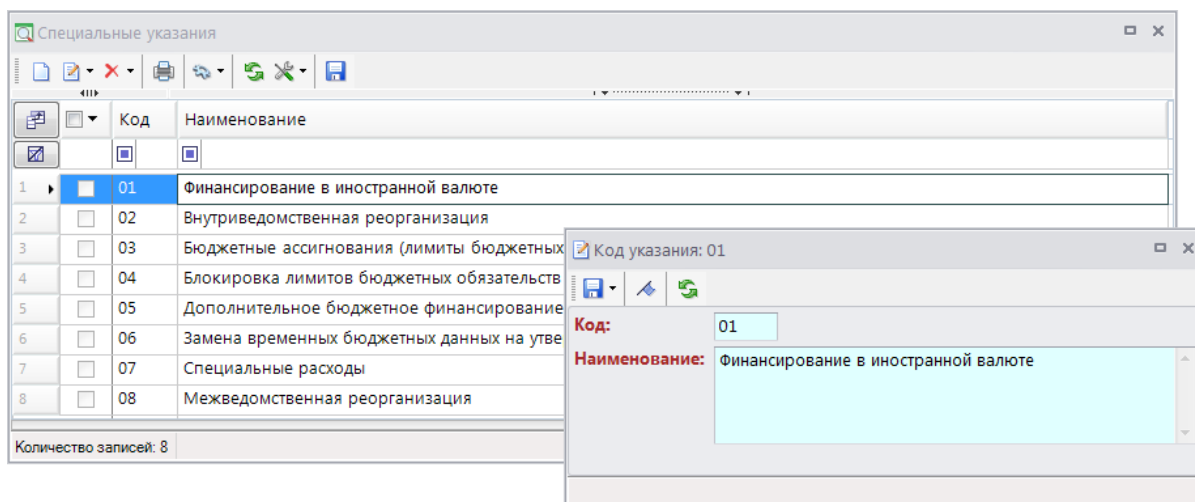 Специальные указания
Код Наименование
1 01 Финансирование в иностранной валюте
2 02 Внутриведомственная реорганизация
3 03 Бюджетные ассигнования (лимиты бюджетных
4 04 Блокировка лимитов бюджетных обязательств
5 05 Дополнительное бюджетное финансирование
6 06 Замена временных бюджетных данных на утве
7 07 Специальные расходы
8 08 Межведомственная реорганизация
Количество записей: 8
Код указания: 01
Код: 01
Наименование: Финансирование в иностранной валюте